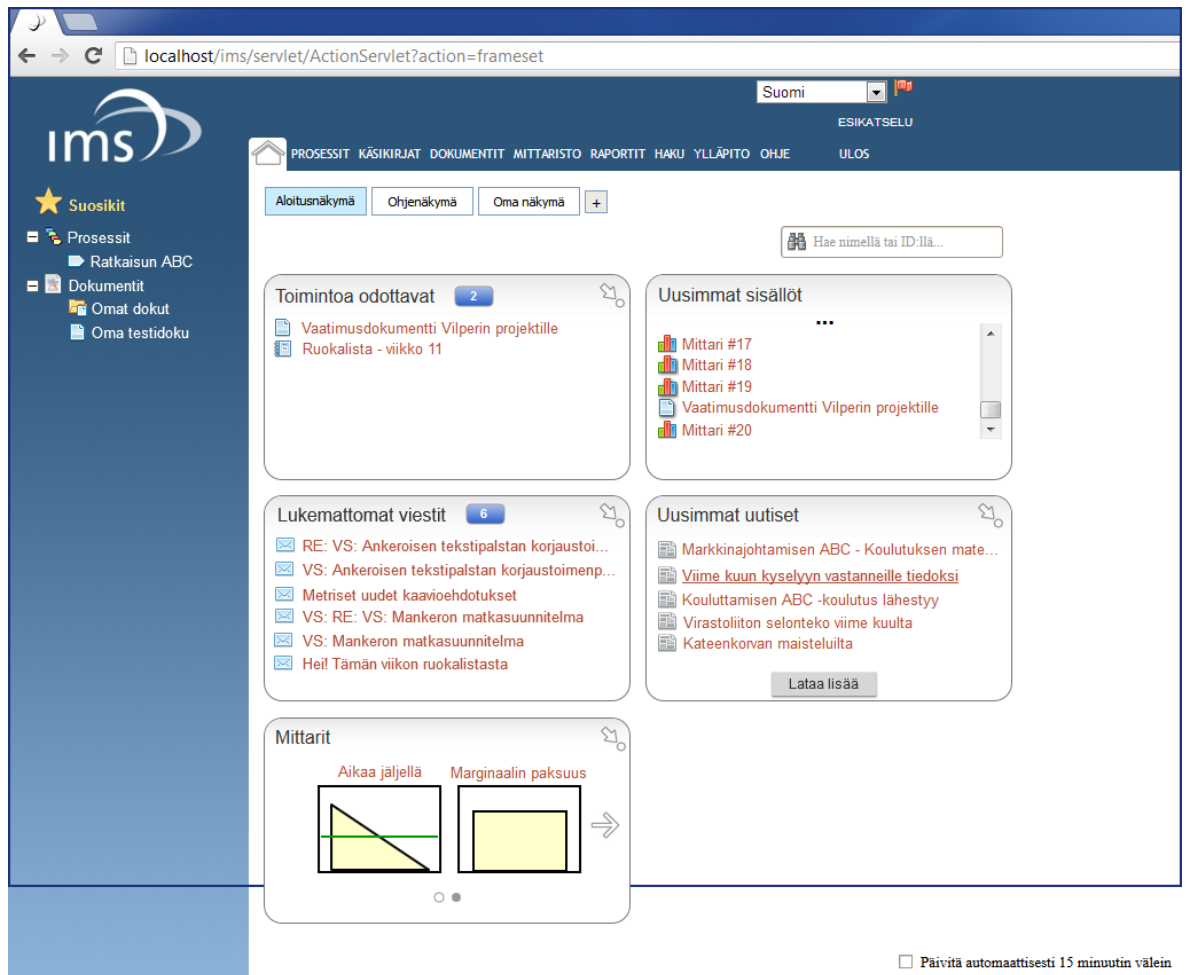 localhost/ims/servlet/ActionServlet?action=frameset
Suomi
ESIKATSELU
ims
PROSESSIT KÄSIKIRJAT DOKUMENTIT MITTARISTO RAPORTIT HAKU YLLÄPITO OHJE ULOS
Suosikit
Prosessit
Ratkaisun ABC
Dokumentit
Omat dokut
Oma testidoku
Aloitusnäkymä Ohjenäkymä Oma näkymä +
Hae nimellä tai ID:llä...
Toimintoa odottavat 2
Vaatimusdokumentti Vilperin projektille
Ruokalista - viikko 11
Uusimmat sisällöt
...
Mittari #17
Mittari #18
Mittari #19
Vaatimusdokumentti Vilperin projektille
Mittari #20
Lukemattomat viestit 6
RE: VS: Ankeroisen tekstipalstan korjaustoi...
VS: Ankeroisen tekstipalstan korjaustoimenp...
Metriset uudet kaavioehdotukset
VS: RE: VS: Mankeron matkasuunnitelma
VS: Mankeron matkasuunnitelma
Hei! Tämän viikon ruokalistasta
Uusimmat uutiset
Markkinajohtamisen ABC - Koulutuksen mate...
Viime kuun kyselyyn vastanneille tiedoksi
Kouluttamisen ABC -koulutus lähestyy
Virastoliiton selonteko viime kuulta
Kateenkorvan maisteluilta
Lataa lisää
Mittarit
Aikaa jäljellä Marginaalin paksuus
Päivitä automaattisesti 15 minuutin välein